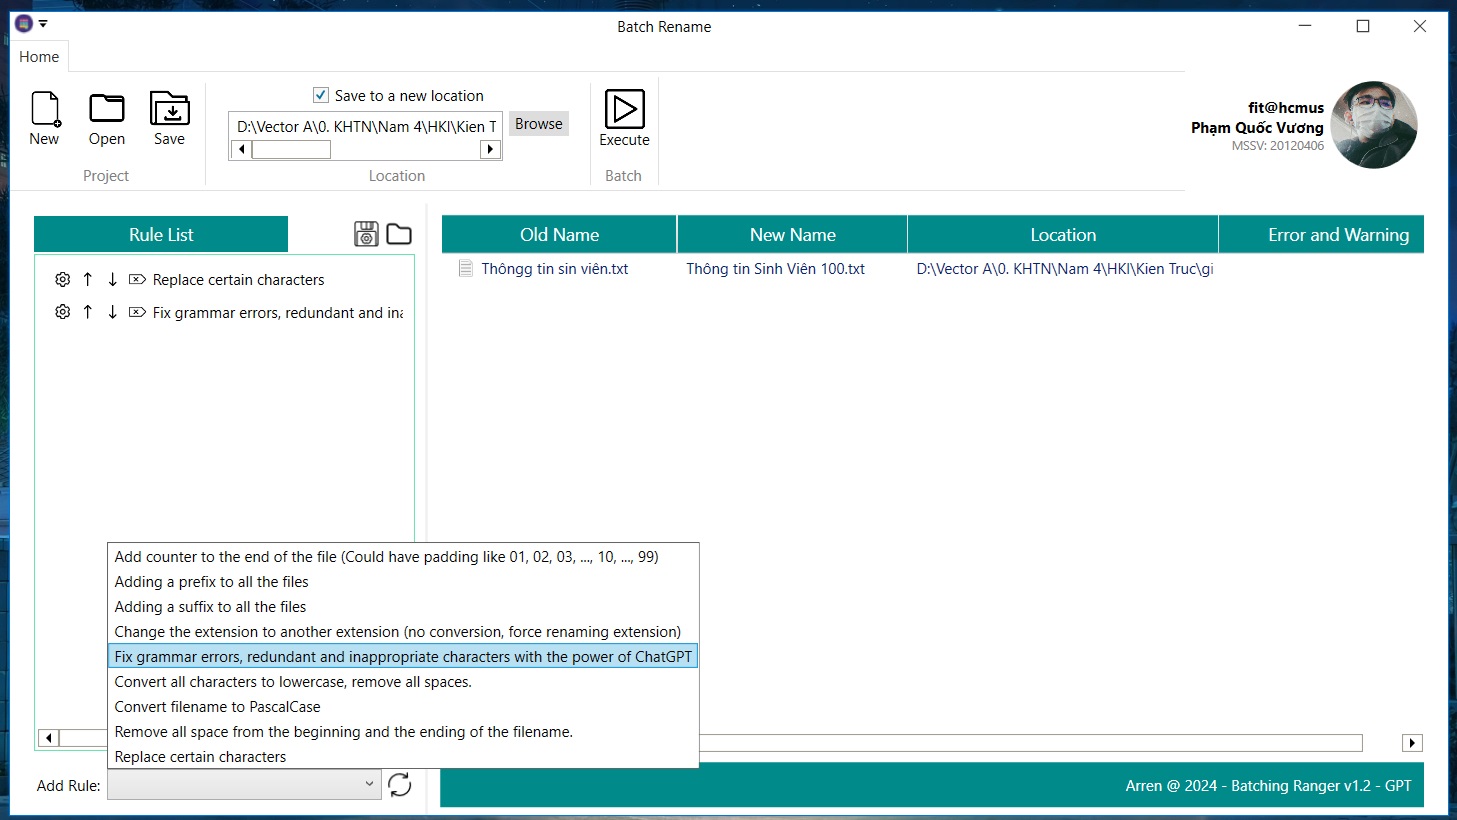 Batch Rename
Home
New
Open
Save
Project
Save to a new location
D:\Vector A\0. KHTN\Nam 4\HKI\Kien T
Browse
Location
Execute
Batch
fit@hcmus
Phạm Quốc Vương
MSSV: 20120406
Rule List
Replace certain characters
Fix grammar errors, redundant and ina
Old Name
New Name
Location
Error and Warning
Thôngg tin sin viên.txt
Thông tin Sinh Viên 100.txt
D:\Vector A\0. KHTN\Nam 4\HKI\Kien Truc\gi
Add counter to the end of the file (Could have padding like 01, 02, 03, ..., 10, ..., 99)
Adding a prefix to all the files
Adding a suffix to all the files
Change the extension to another extension (no conversion, force renaming extension)
Fix grammar errors, redundant and inappropriate characters with the power of ChatGPT
Convert all characters to lowercase, remove all spaces.
Convert filename to PascalCase
Remove all space from the beginning and the ending of the filename.
Replace certain characters
Add Rule:
Arren @ 2024 - Batching Ranger v1.2 - GPT